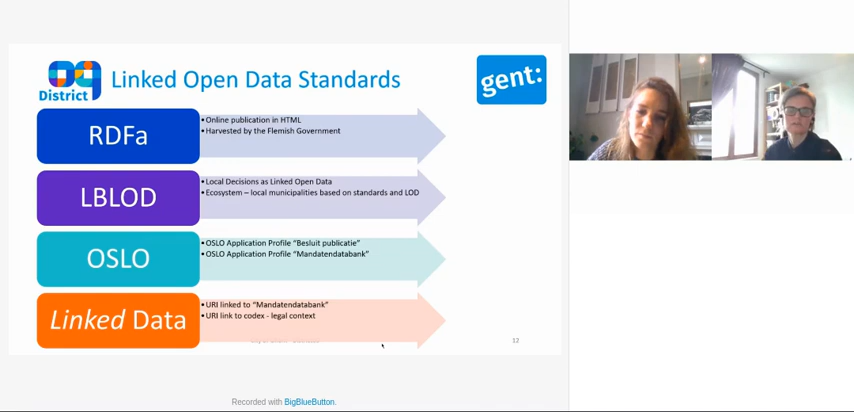 District
Linked Open Data Standards
gent:
RDFa
• Online publication in HTML
• Harvested by the Flemish Government
LBLOD
• Local Decisions as Linked Open Data
• Ecosystem – local municipalities based on standards and LOD
OSLO
• OSLO Application Profile “Besluit publicatie”
• OSLO Application Profile “Mandatendatabank”
Linked Data
• URI linked to “Mandatendatabank”
• URI link to codex - legal context
12
Recorded with BigBlueButton.